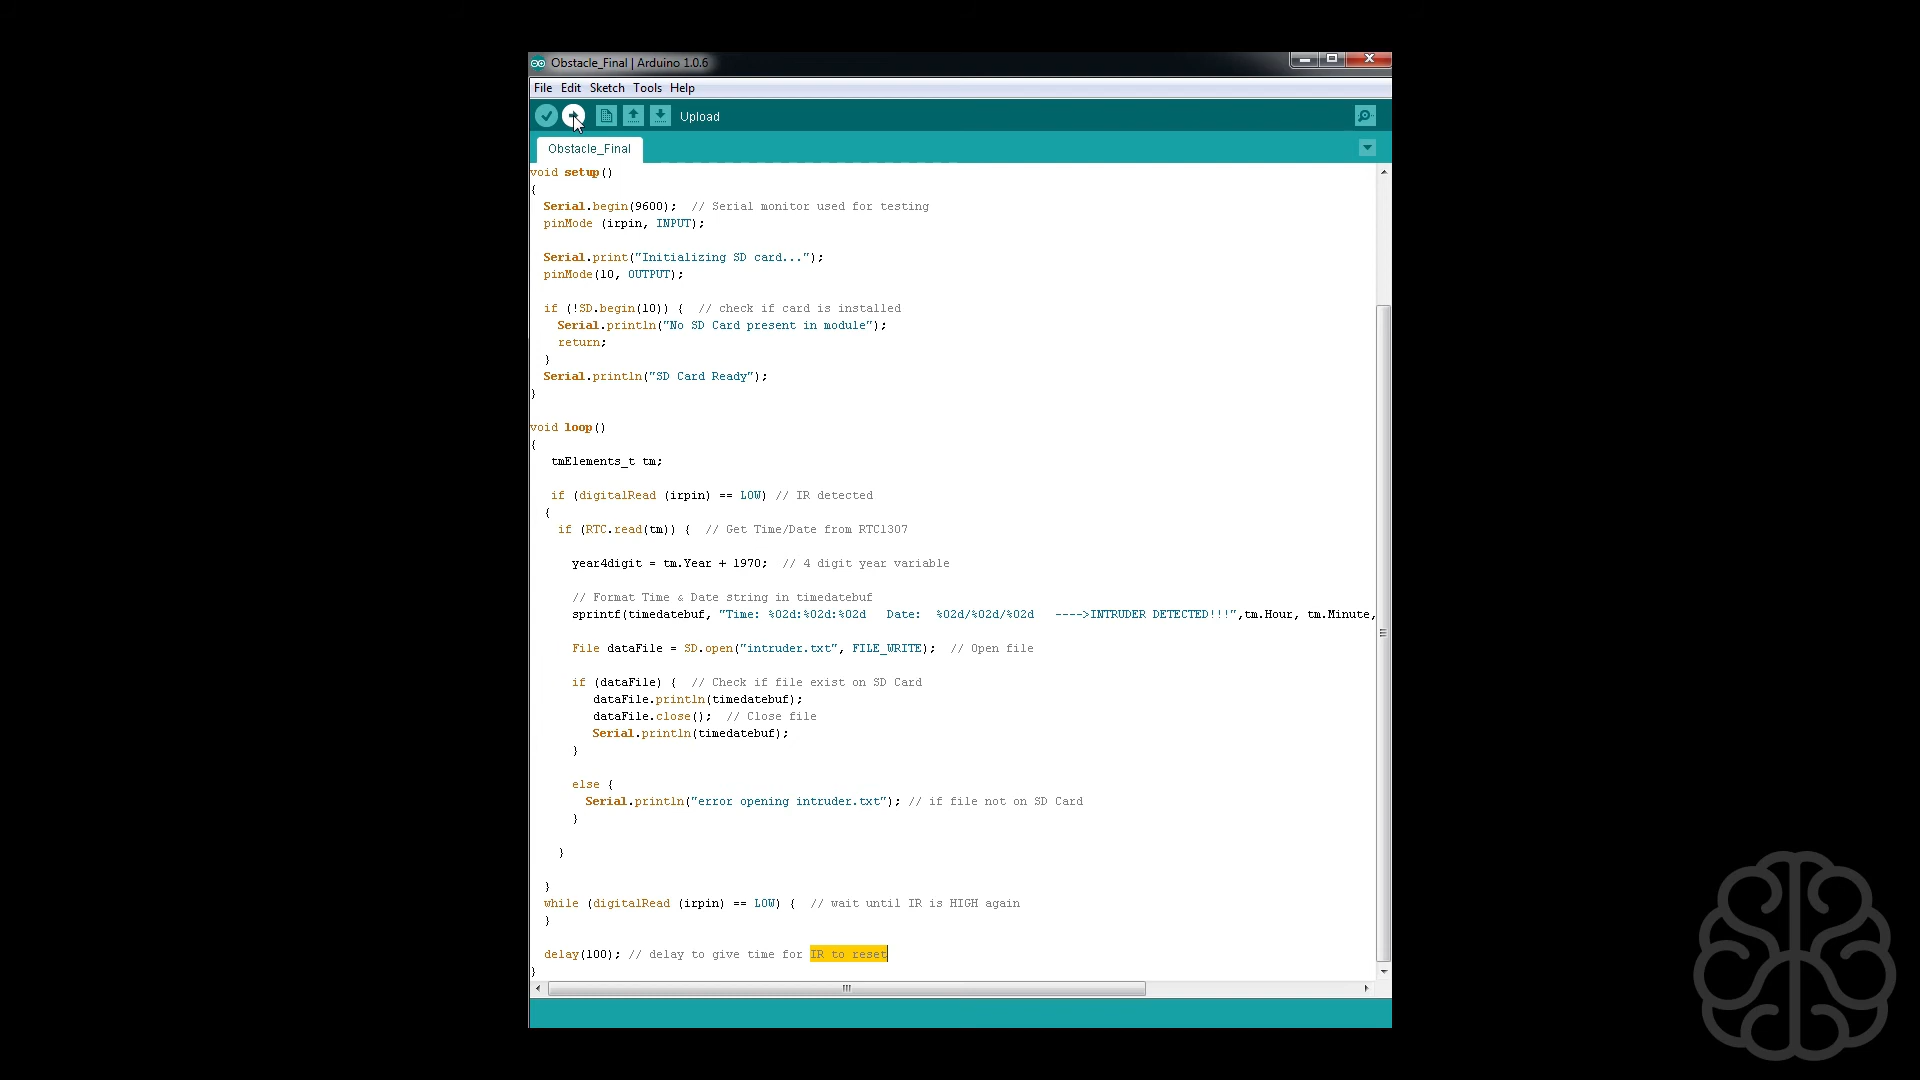 Obstacle_Final | Arduino 1.0.6
File Edit Sketch Tools Help
Upload
Obstacle_Final
void setup()
{
Serial.begin(9600);  // Serial monitor used for testing
pinMode (irpin, INPUT);
Serial.print("Initializing SD card...");
pinMode(10, OUTPUT);
if (!SD.begin(10)) {  // check if card is installed
Serial.println("No SD Card present in module");
return;
}
Serial.println("SD Card Ready");
}
void loop()
{
tmElements_t tm;
if (digitalRead (irpin) == LOW) // IR detected
{
if (RTC.read(tm)) {  // Get Time/Date from RTC1307
year4digit = tm.Year + 1970;  // 4 digit year variable
// Format Time & Date string in timedatebuf
sprintf(timedatebuf, "Time: %02d:%02d:%02d   Date:  %02d/%02d/%02d   ---->INTRUDER DETECTED!!!",tm.Hour, tm.Minute,
File dataFile = SD.open("intruder.txt", FILE_WRITE);  // Open file
if (dataFile) {  // Check if file exist on SD Card
dataFile.println(timedatebuf);
dataFile.close();  // Close file
Serial.println(timedatebuf);
}
else {
Serial.println("error opening intruder.txt"); // if file not on SD Card
}
}
}
while (digitalRead (irpin) == LOW) {  // wait until IR is HIGH again
}
delay(100); // delay to give time for IR to reset
}